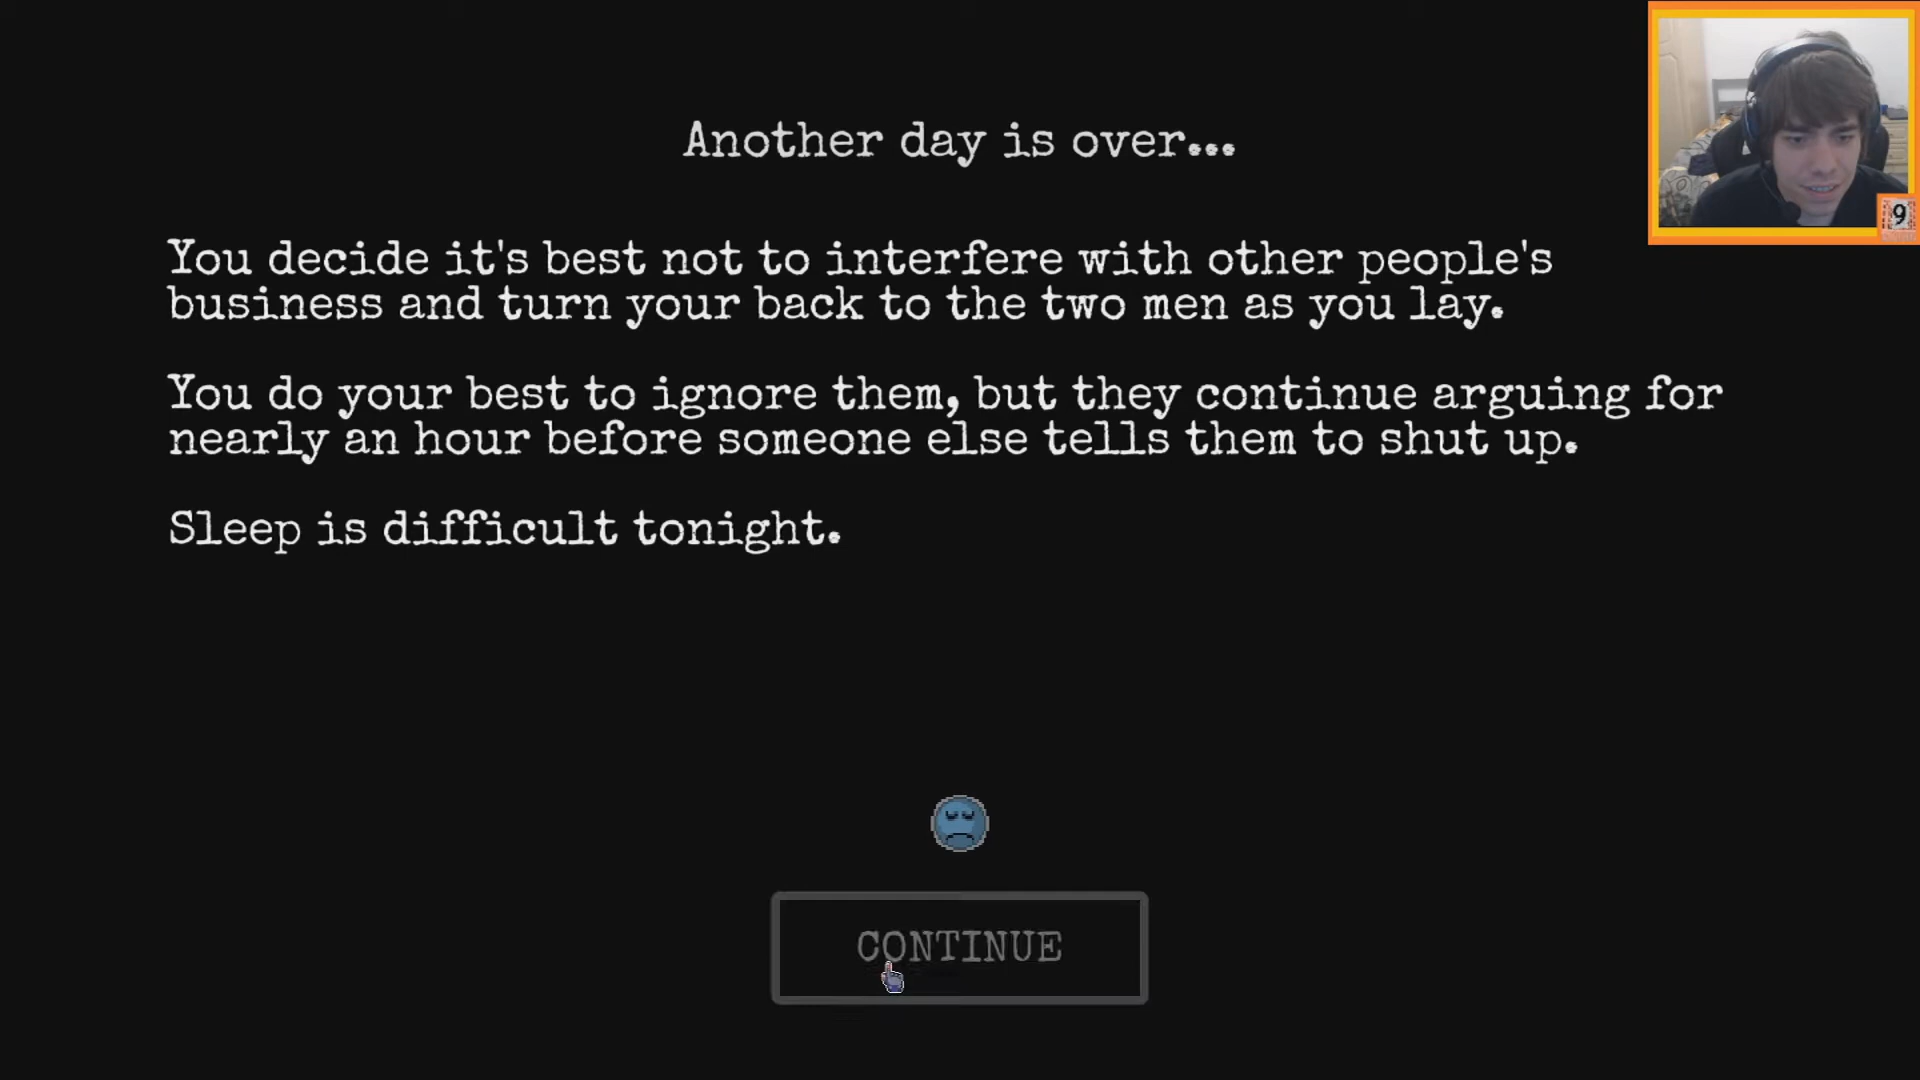 Another day is over...
You decide it's best not to interfere with other people's
business and turn your back to the two men as you lay.
You do your best to ignore them, but they continue arguing for
nearly an hour before someone else tells them to shut up.
Sleep is difficult tonight.
CONTINUE
9